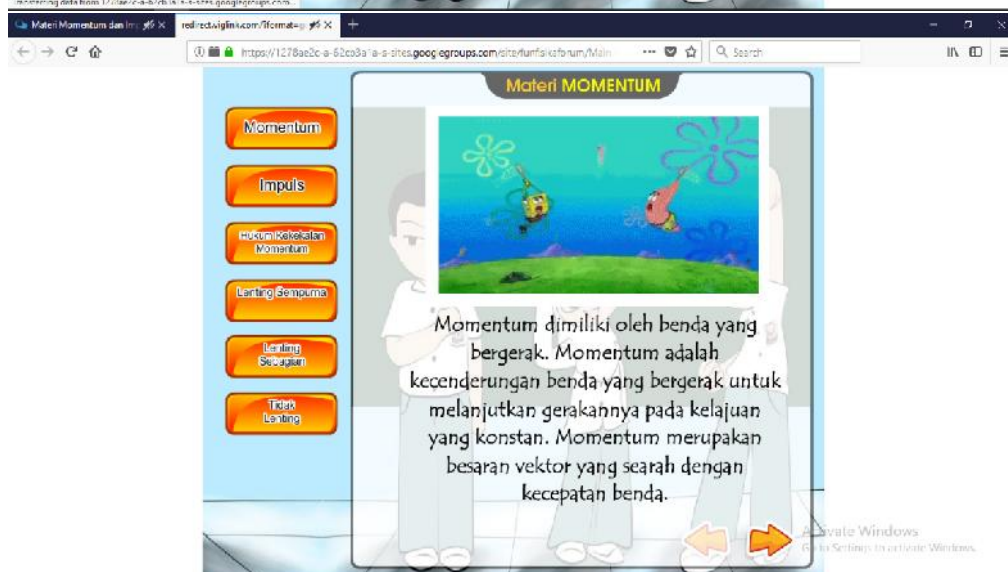 Materi Momentum dan Im
redirect.viglink.com/?format=g
https://1278ae2c-a-62cb3a1a-s-sites.googlegroups.com/site/funfisikaforum/Main
Search
Materi MOMENTUM
Momentum
Impuls
Hukum Kekekalan
Momentum
Lenting Sempurna
Lenting
Sebagian
Tidak
Lenting
Momentum dimiliki oleh benda yang
bergerak. Momentum adalah
kecenderungan benda yang bergerak untuk
melanjutkan gerakannya pada kelajuan
yang konstan. Momentum merupakan
besaran vektor yang searah dengan
kecepatan benda.
Activate Windows
Go to Settings to activate Windows.